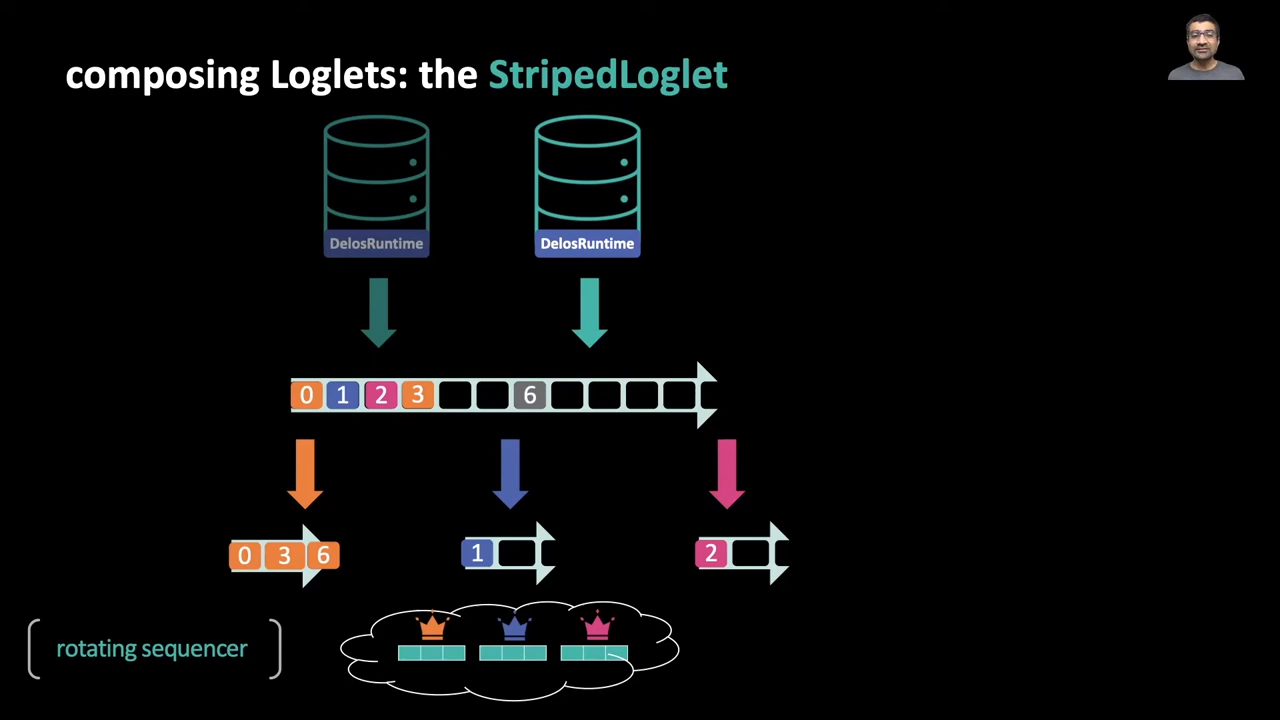 composing Loglets: the StripedLoglet
DelosRuntime DelosRuntime
0 1 2 3 6
0 3 6 1 2
rotating sequencer